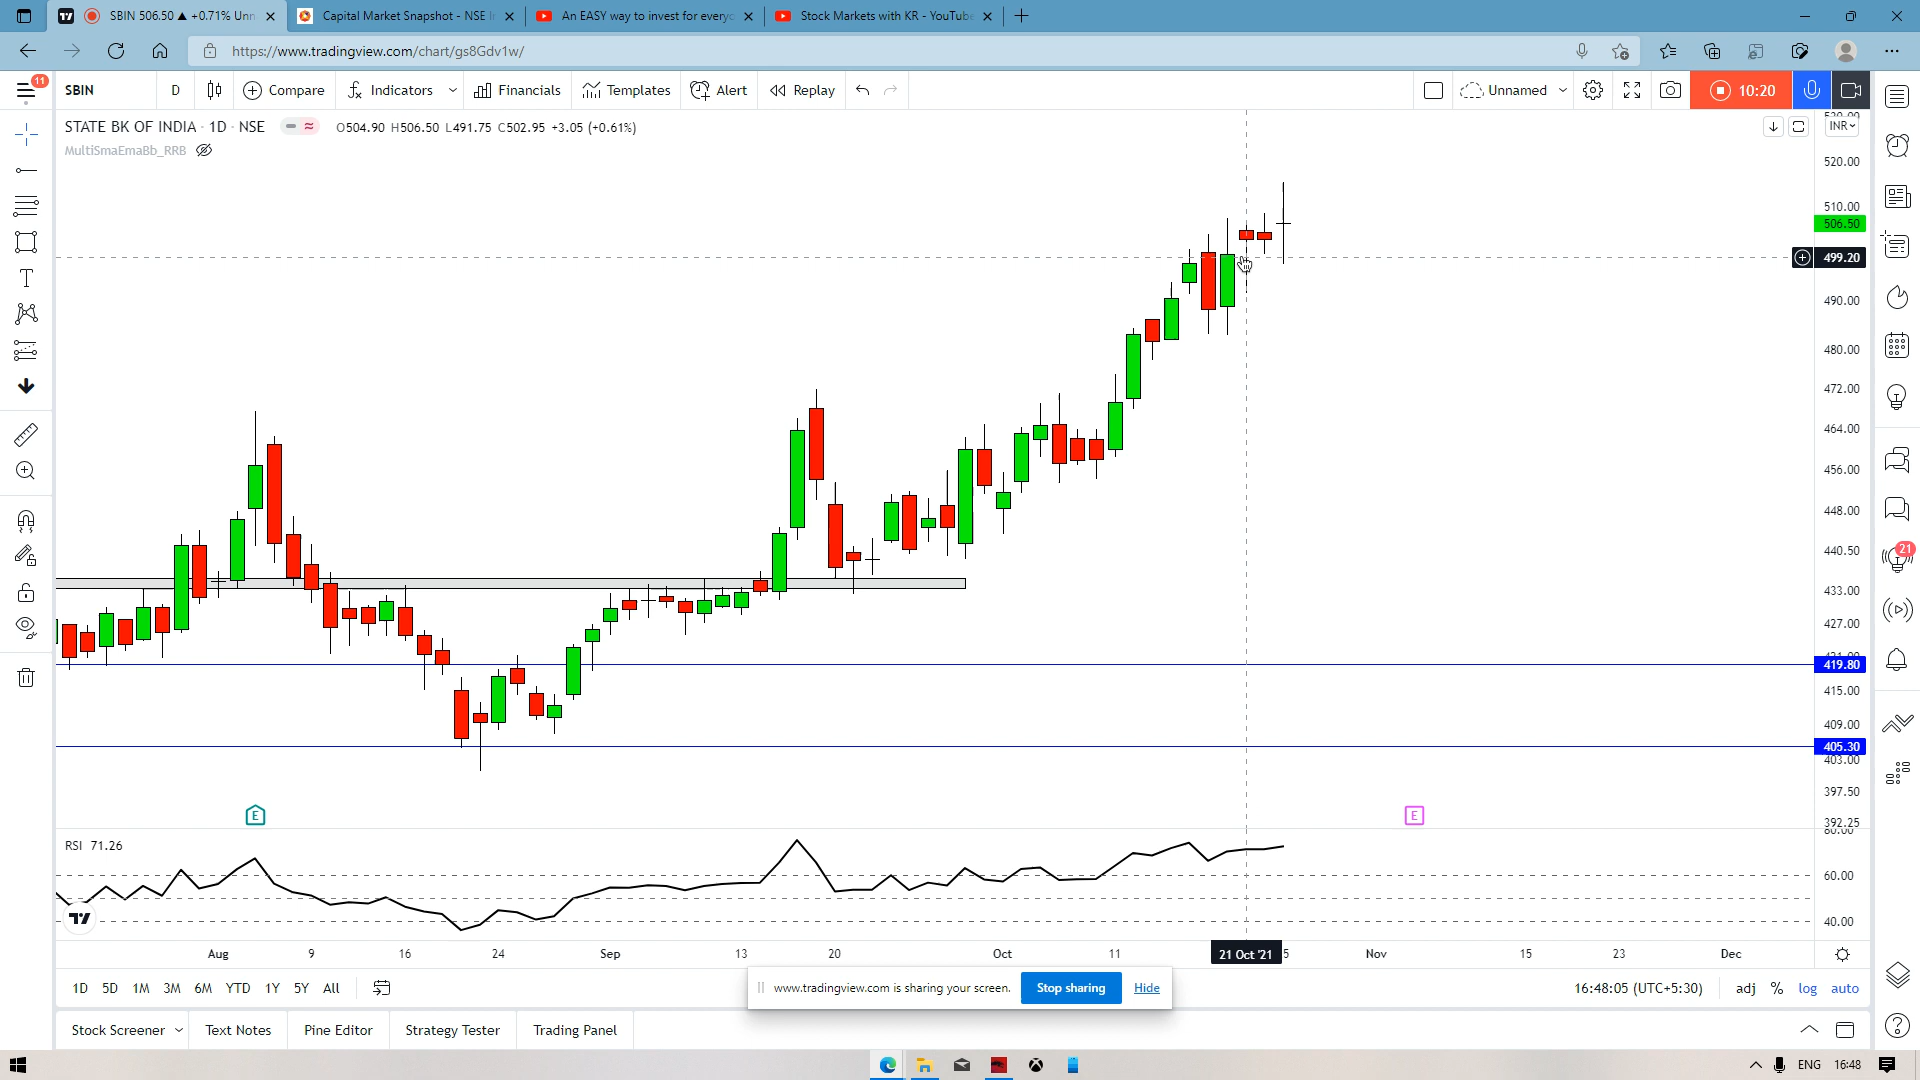 SBIN 506.50 ▲ +0.71% Unn
Capital Market Snapshot - NSE I
An EASY way to invest for everyo
Stock Markets with KR - YouTube
https://www.tradingview.com/chart/gs8Gdv1w/
11
SBIN D Compare Indicators Financials Templates Alert Replay Unnamed 10:20
STATE BK OF INDIA · 1D · NSE O504.90 H506.50 L491.75 C502.95 +3.05 (+0.61%)
INR
MultiSmaEmaBb_RRB
520.00
510.00
506.50
499.20
490.00
480.00
472.00
464.00
456.00
448.00
440.50
433.00
427.00
419.80
415.00
409.00
405.30
403.00
397.50
392.25
80.00
21
E E
RSI 71.26
60.00
40.00
Aug 9 16 24 Sep 13 20 Oct 11 21 Oct '21 5 Nov 15 23 Dec
1D 5D 1M 3M 6M YTD 1Y 5Y All
www.tradingview.com is sharing your screen. Stop sharing Hide
16:48:05 (UTC+5:30) adj % log auto
Stock Screener Text Notes Pine Editor Strategy Tester Trading Panel
ENG 16:48